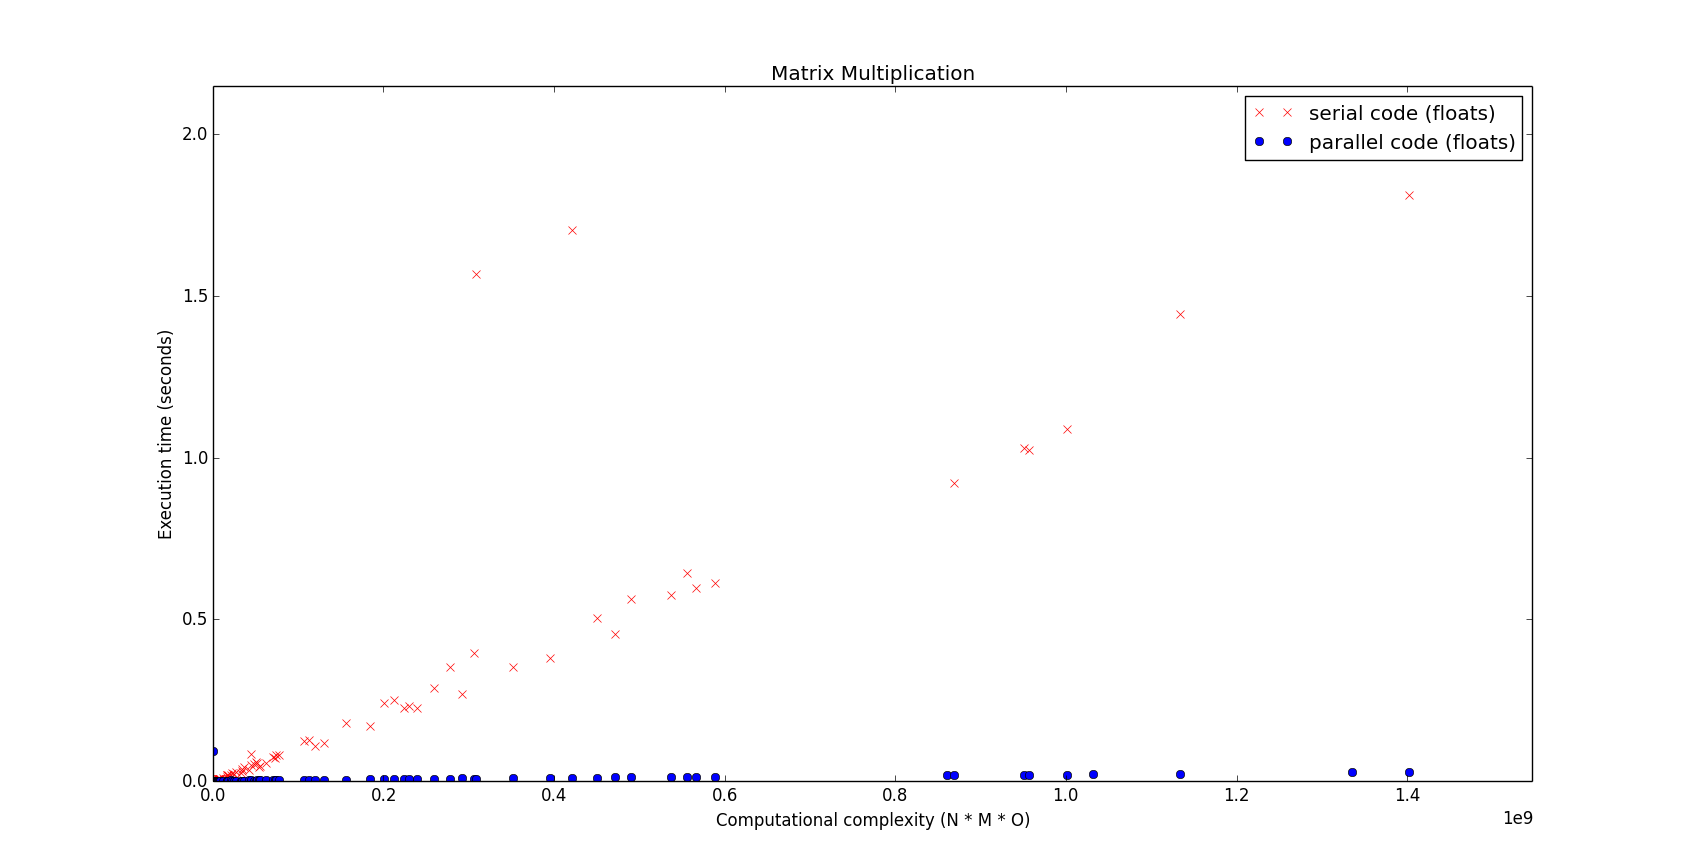 Matrix Multiplication
serial code (floats)
parallel code (floats)
2.0
1.5
1.0
0.5
0.0
Execution time (seconds)
0.0 0.2 0.4 0.6 0.8 1.0 1.2 1.4
1e9
Computational complexity (N * M * O)